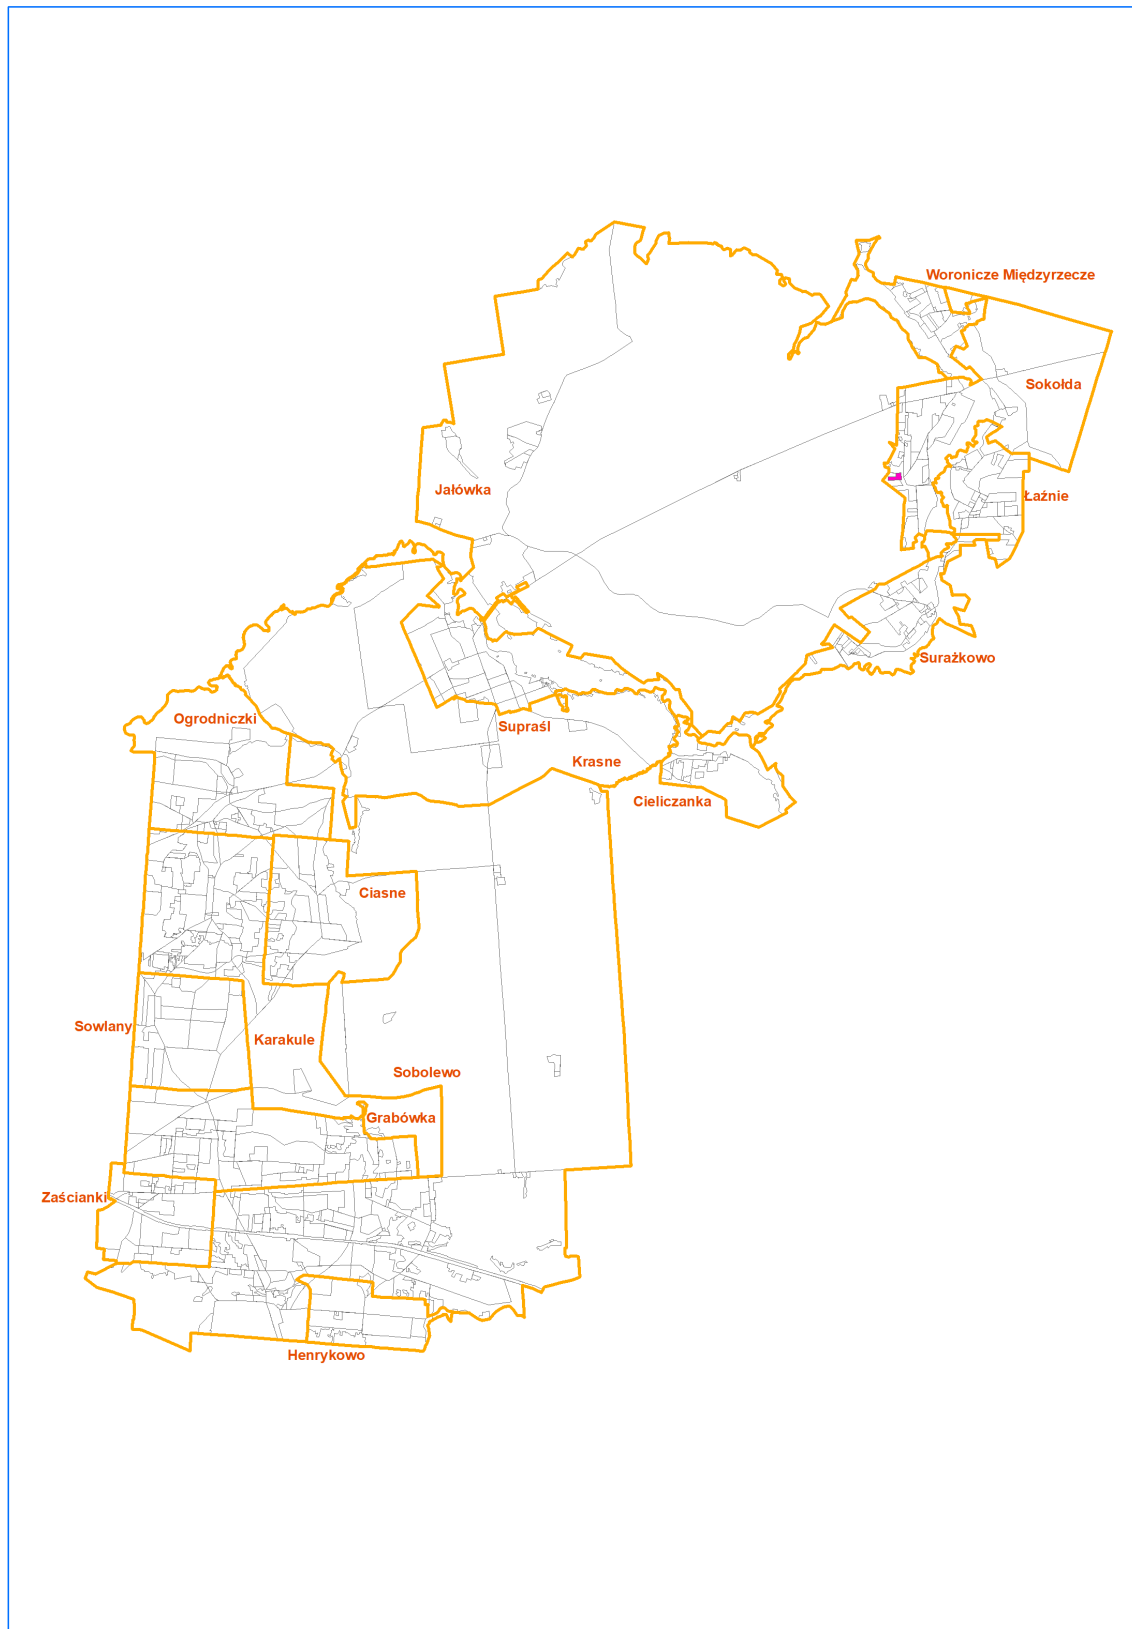 Woronicze Międzyrzecze
Sokołda
Jałówka
Łaźnie
Surażkowo
Ogrodniczki
Supraśl
Krasne
Cieliczanka
Ciasne
Sowlany
Karakule
Sobolewo
Grabówka
Zaścianki
Henrykowo